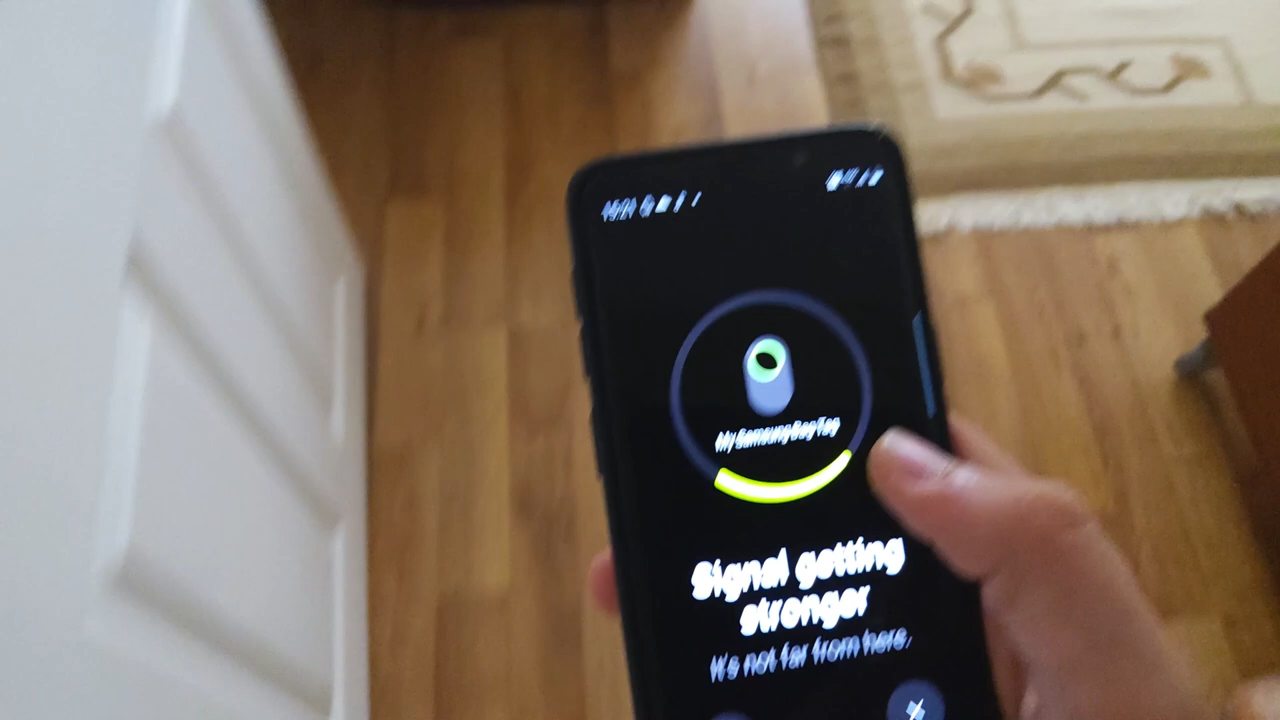 My Samsung Bag Tag
Signal getting
stronger
It's not far from here.